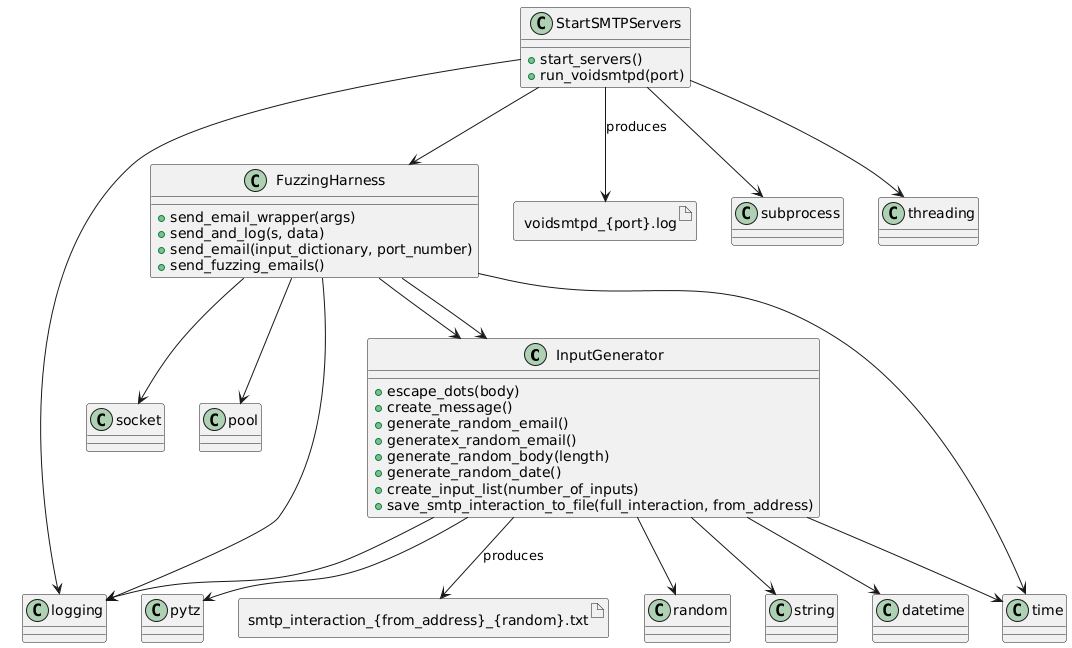 C StartSMTPServers
start_servers()
run_voidsmtpd(port)
produces
C FuzzingHarness
send_email_wrapper(args)
send_and_log(s, data)
send_email(input_dictionary, port_number)
send_fuzzing_emails()
voidsmtpd_{port}.log
C subprocess
C threading
C InputGenerator
escape_dots(body)
create_message()
generate_random_email()
generatex_random_email()
generate_random_body(length)
generate_random_date()
create_input_list(number_of_inputs)
save_smtp_interaction_to_file(full_interaction, from_address)
C socket
C pool
produces
C logging
C pytz
smtp_interaction_{from_address}_{random}.txt
C random
C string
C datetime
C time